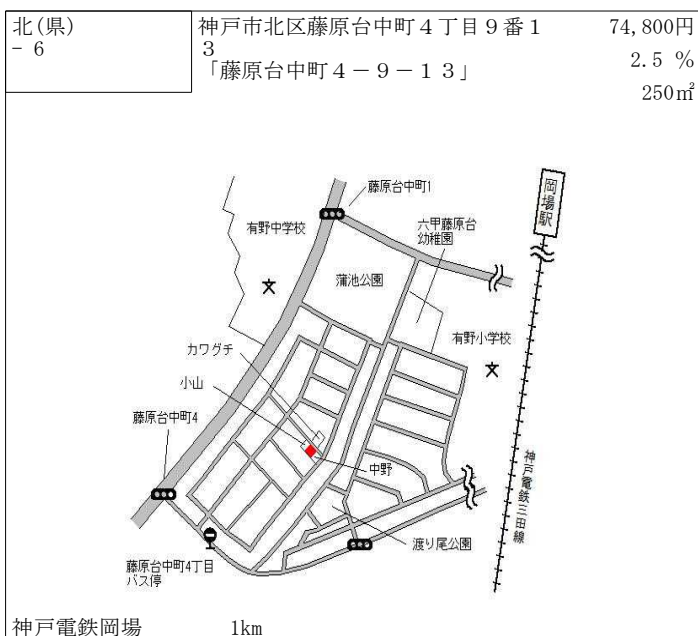 北(県)
- 6
神戸市北区藤原台中町４丁目９番１
３
「藤原台中町４－９－１３」
74,800円
2.5 %
250㎡
藤原台中町1
岡場駅
有野中学校
六甲藤原台
幼稚園
蒲池公園
有野小学校
カワグチ
小山
藤原台中町4
中野
神戸電鉄三田線
渡り尾公園
藤原台中町4丁目
バス停
神戸電鉄岡場
1km